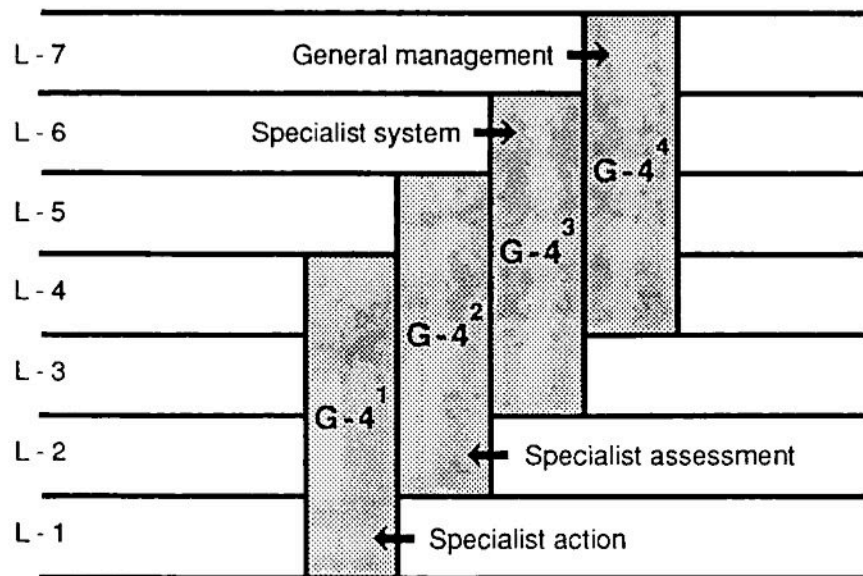 L - 7 General management
L - 6 Specialist system
G - 4⁴
L - 5
G - 4³
L - 4
G - 4²
L - 3
G - 4¹
L - 2 Specialist assessment
L - 1 Specialist action